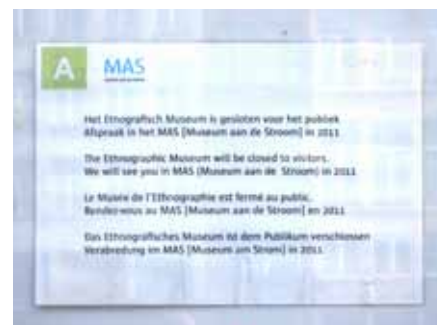 A MAS
Het Etnografisch Museum is gesloten voor het publiek
Afspraak in het MAS [Museum aan de Stroom] in 2011
The Ethnographic Museum will be closed to visitors.
We will see you in MAS (Museum aan de Stroom) in 2011
Le Musée de l'Ethnographie est fermé au public.
Rendez-vous au MAS [Museum aan de Stroom] en 2011
Das Ethnografisches Museum ist dem Publikum verschlossen
Verabredung im MAS [Museum am Strom] in 2011